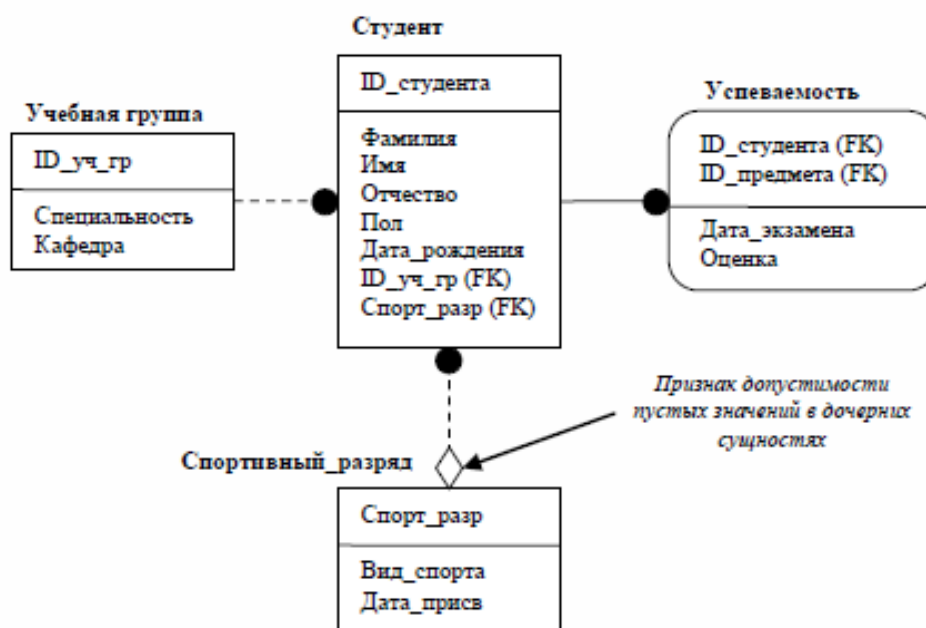 Студент
ID_студента
Фамилия
Имя
Отчество
Пол
Дата_рождения
ID_уч_гр (FK)
Спорт_разр (FK)
Учебная группа
ID_уч_гр
Специальность
Кафедра
Успеваемость
ID_студента (FK)
ID_предмета (FK)
Дата_экзамена
Оценка
Признак допустимости
пустых значений в дочерних
сущностях
Спортивный_разряд
Спорт_разр
Вид_спорта
Дата_присв